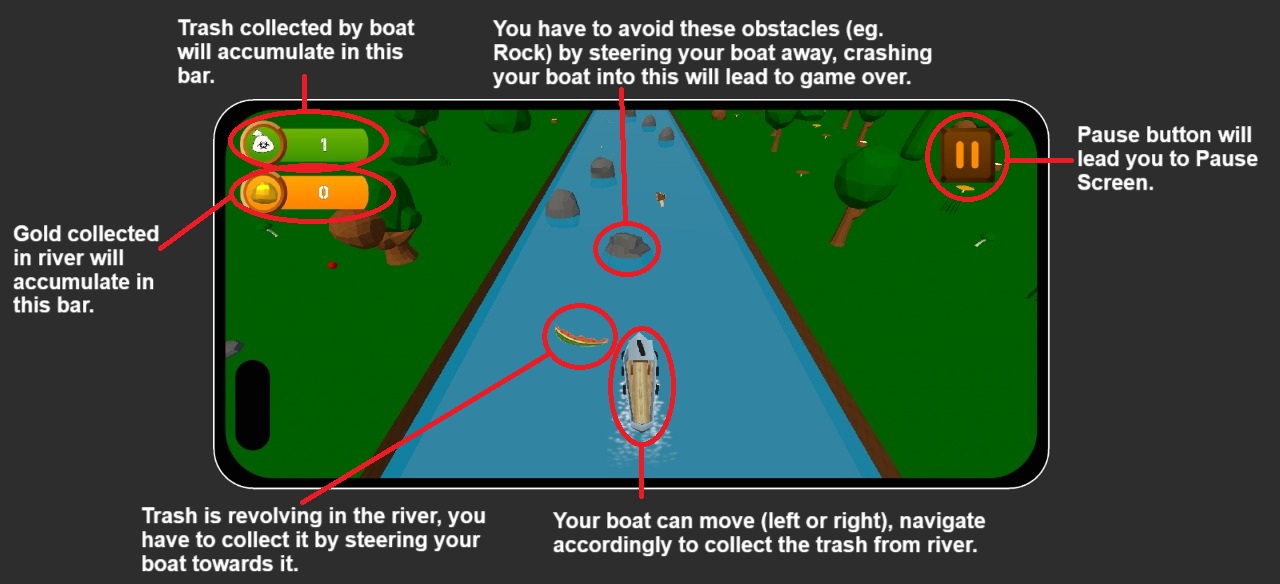 Trash collected by boat
will accumulate in this
bar.
You have to avoid these obstacles (eg.
Rock) by steering your boat away, crashing
your boat into this will lead to game over.
1
0
Pause button will
lead you to Pause
Screen.
Gold collected
in river will
accumulate in
this bar.
Trash is revolving in the river, you
have to collect it by steering your
boat towards it.
Your boat can move (left or right), navigate
accordingly to collect the trash from river.